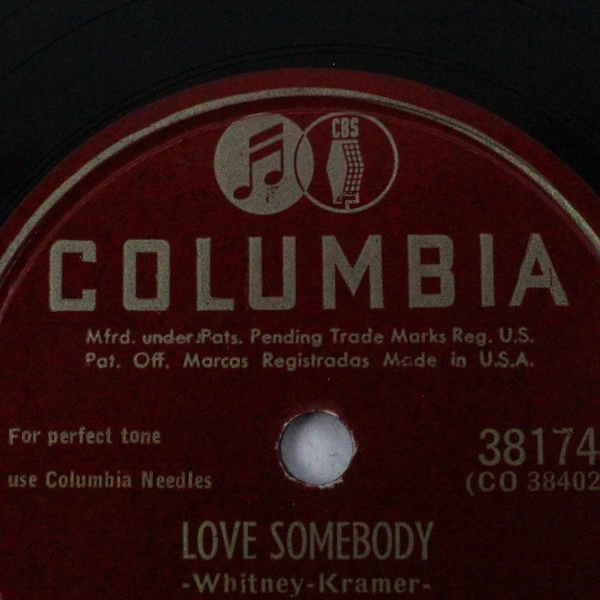 CBS
COLUMBIA
Mfrd. under Pats. Pending Trade Marks Reg. U.S.
Pat. Off. Marcas Registradas Made in U.S.A.
For perfect tone
38174
use Columbia Needles
(CO 38402
LOVE SOMEBODY
-Whitney-Kramer-